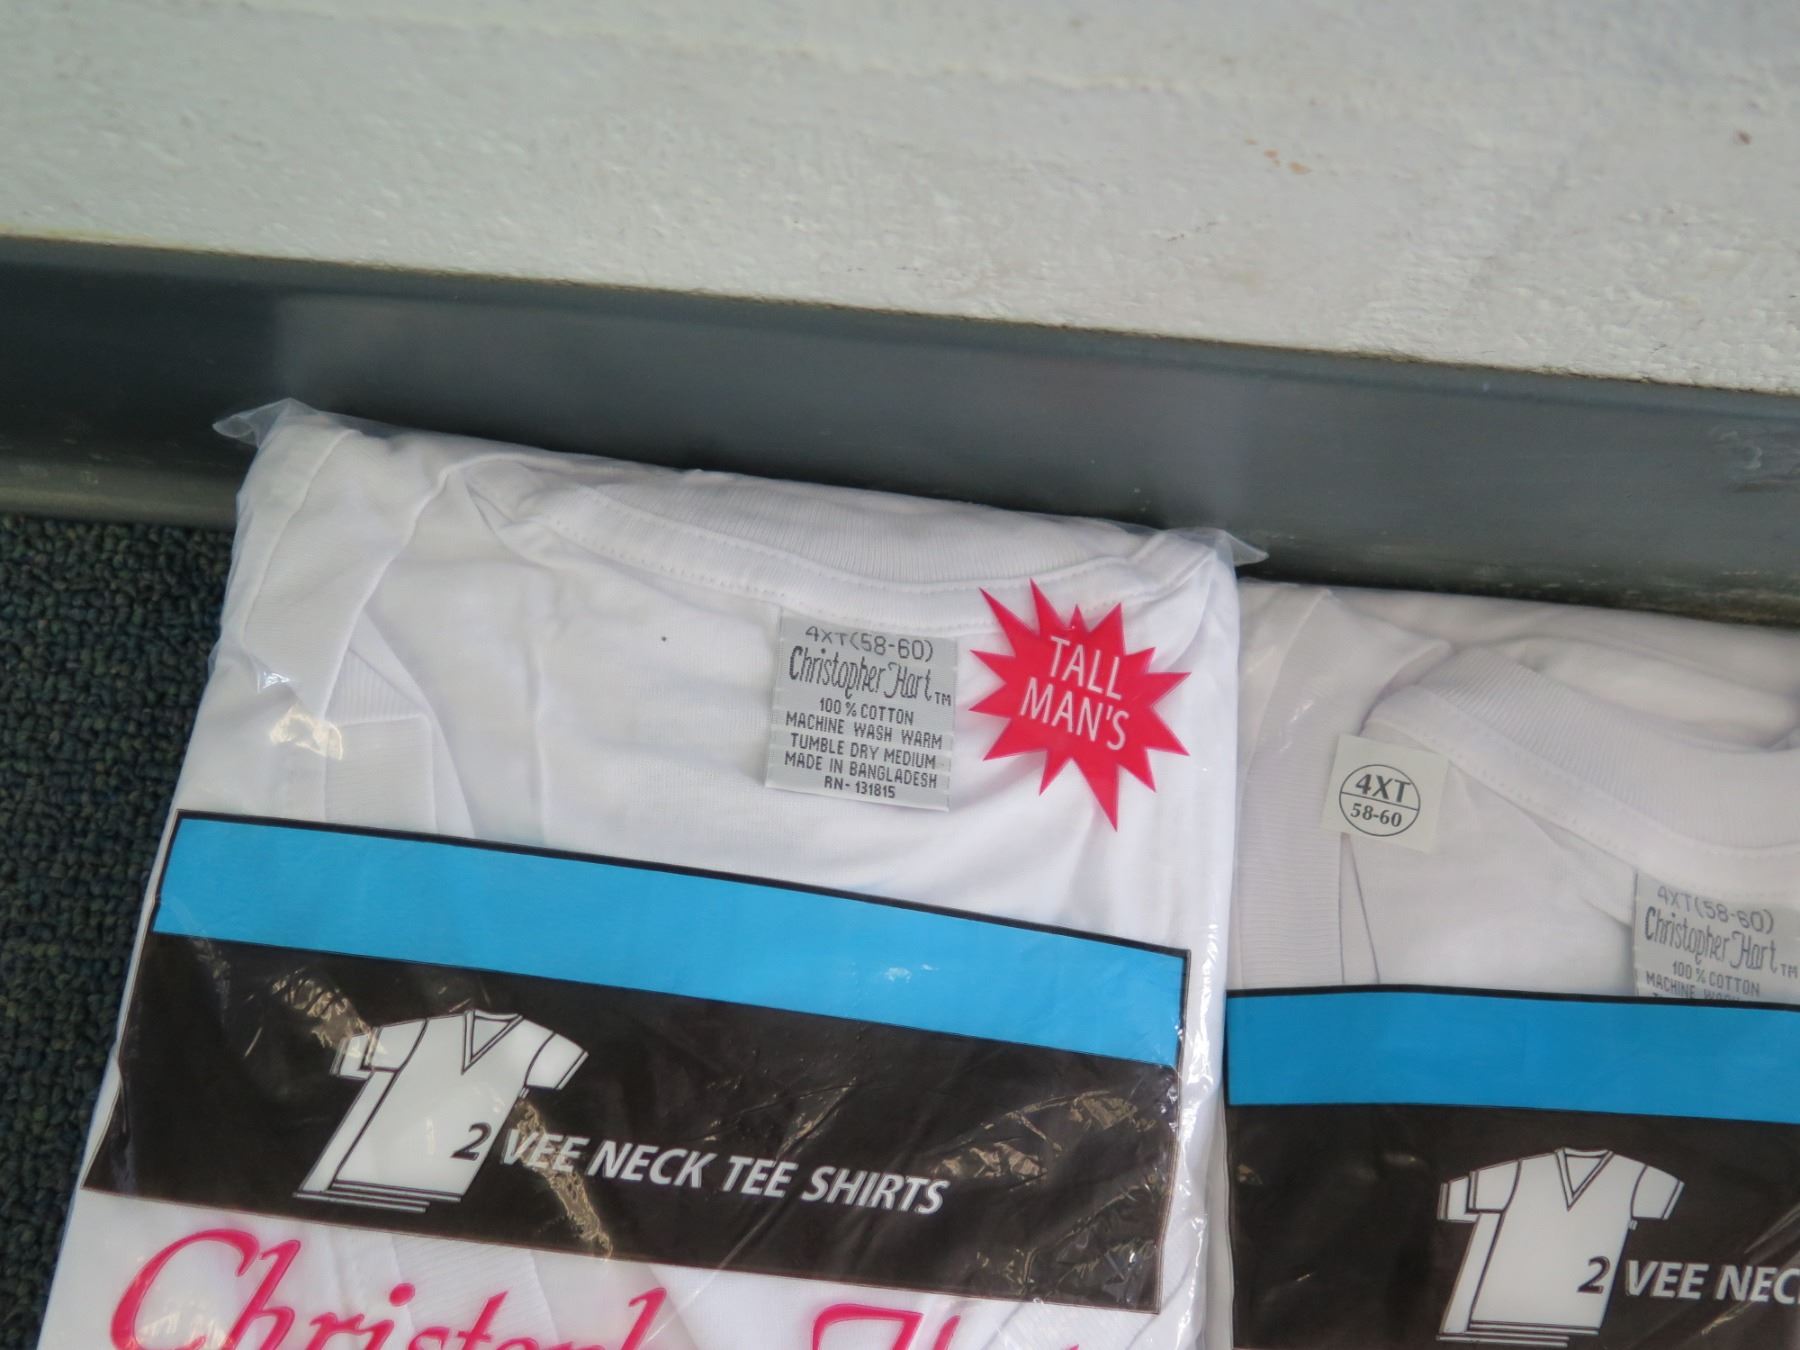 4XT(58-60)
Christopher Hart TM
100% COTTON
MACHINE WASH WARM
TUMBLE DRY MEDIUM
MADE IN BANGLADESH
RN-131815
TALL
MAN'S
2 VEE NECK TEE SHIRTS
4XT
58-60
4XT(58-60)
Christopher Hart TM
100% COTTON
MACHINE
2 VEE NEC